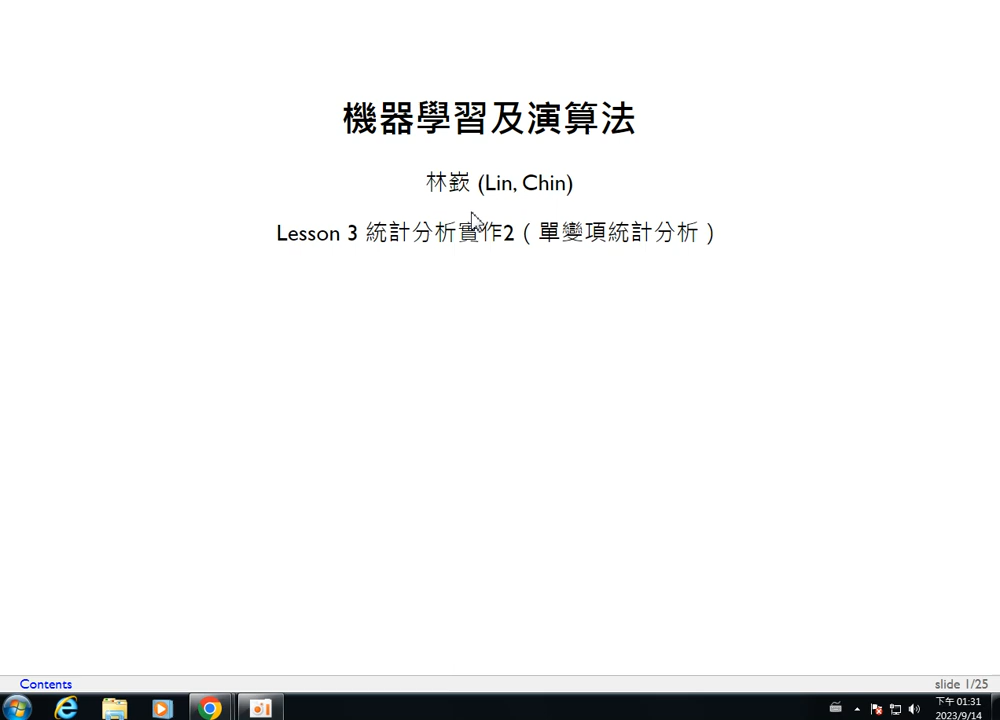 機器學習及演算法
林嶔 (Lin, Chin)
Lesson 3 統計分析實作2（單變項統計分析）
Contents
slide 1/25
下午 01:31
2023/9/14